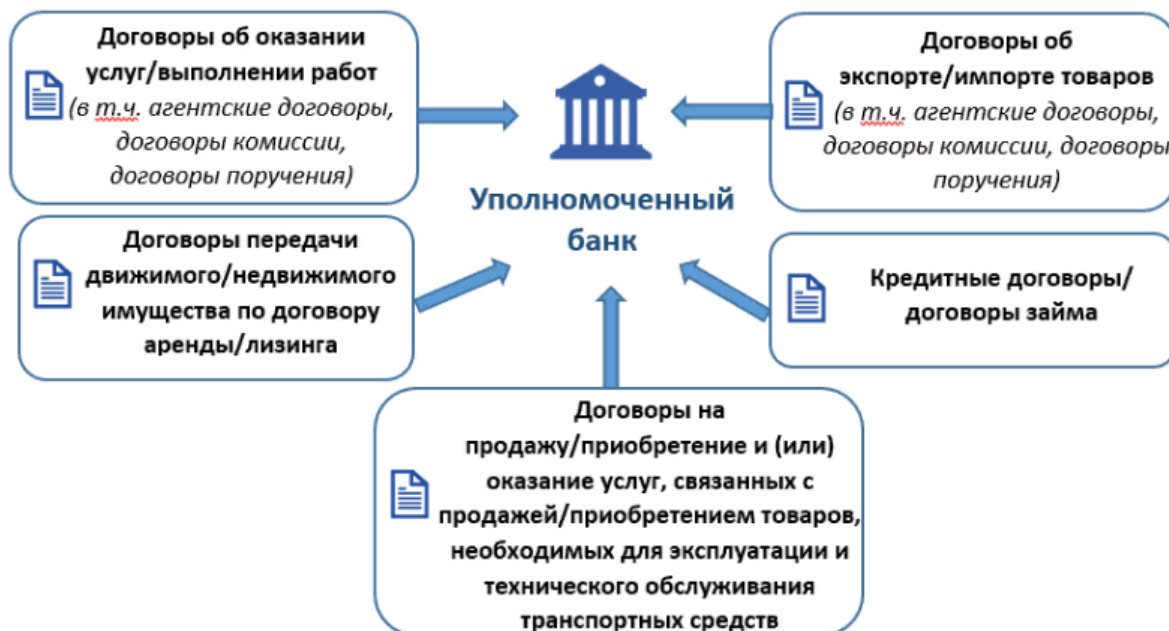 Договоры об оказании
услуг/выполнении работ
(в т.ч. агентские договоры,
договоры комиссии,
договоры поручения)
Договоры об
экспорте/импорте товаров
(в т.ч. агентские договоры,
договоры комиссии, договоры
поручения)
Уполномоченный
банк
Договоры передачи
движимого/недвижимого
имущества по договору
аренды/лизинга
Кредитные договоры/
договоры займа
Договоры на
продажу/приобретение и (или)
оказание услуг, связанных с
продажей/приобретением товаров,
необходимых для эксплуатации и
технического обслуживания
транспортных средств